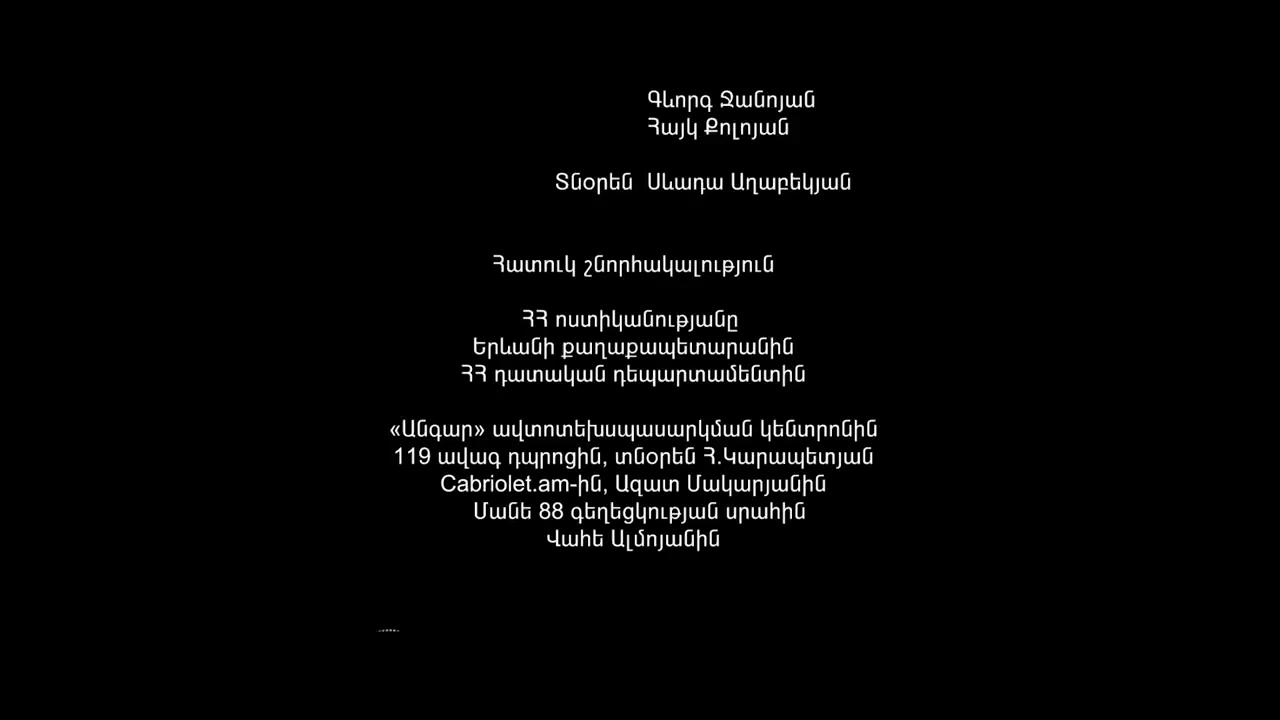 Գևորգ Ջանոյան
Հայկ Քոլոյան
Տնօրեն Սևադա Աղաբեկյան
Հատուկ շնորհակալություն
ՀՀ ոստիկանությանը
Երևանի քաղաքապետարանին
ՀՀ դատական դեպարտամենտին
«Անգար» ավտոտեխսպասարկման կենտրոնին
119 ավագ դպրոցին, տնօրեն Հ.Կարապետյան
Cabriolet.am-ին, Ազատ Մակարյանին
Մանե 88 գեղեցկության սրահին
Վահե Ալմոյանին